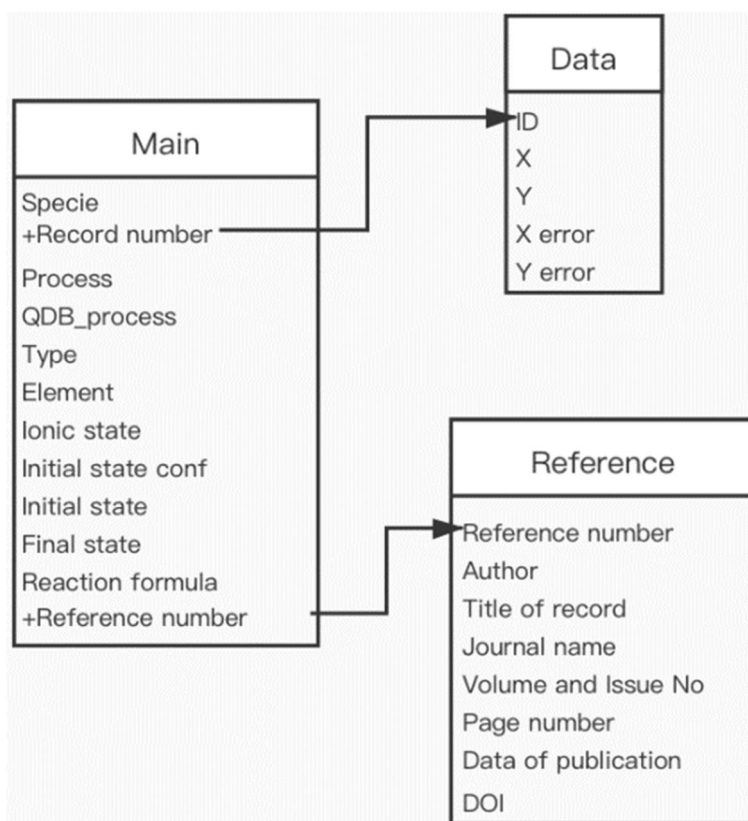 Main
Specie
+Record number
Process
QDB_process
Type
Element
Ionic state
Initial state conf
Initial state
Final state
Reaction formula
+Reference number
Data
ID
X
Y
X error
Y error
Reference
Reference number
Author
Title of record
Journal name
Volume and Issue No
Page number
Data of publication
DOI